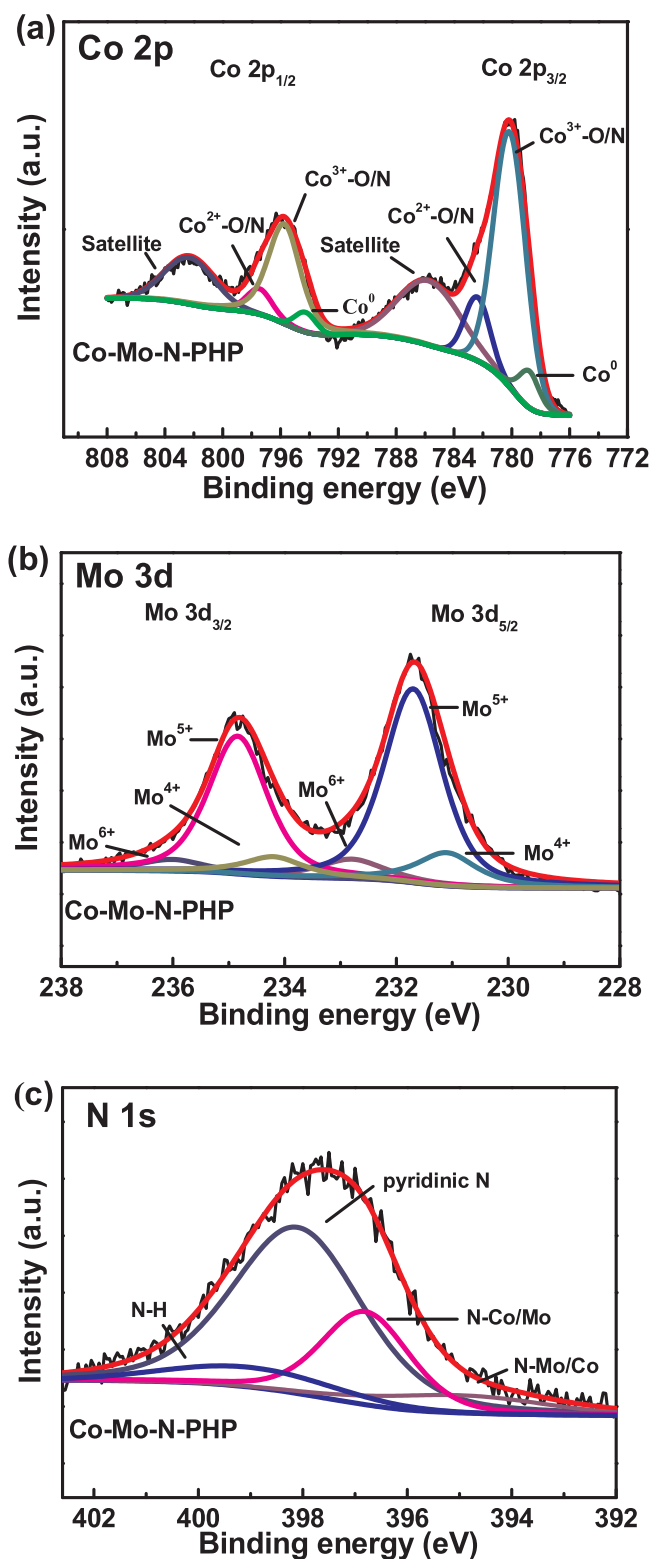 (a)
Co 2p
Co 2p1/2
Co 2p3/2
Co3+-O/N
Co3+-O/N
Co2+-O/N
Co2+-O/N
Satellite
Satellite
Co0
Co0
Co-Mo-N-PHP
Intensity (a.u.)
808 804 800 796 792 788 784 780 776 772
Binding energy (eV)
(b)
Mo 3d
Mo 3d3/2
Mo 3d5/2
Mo5+
Mo5+
Mo4+
Mo6+
Mo6+
Mo4+
Co-Mo-N-PHP
Intensity (a.u.)
238 236 234 232 230 228
Binding energy (eV)
(c)
N 1s
pyridinic N
N-H
N-Co/Mo
N-Mo/Co
Co-Mo-N-PHP
Intensity (a.u.)
402 400 398 396 394 392
Binding energy (eV)